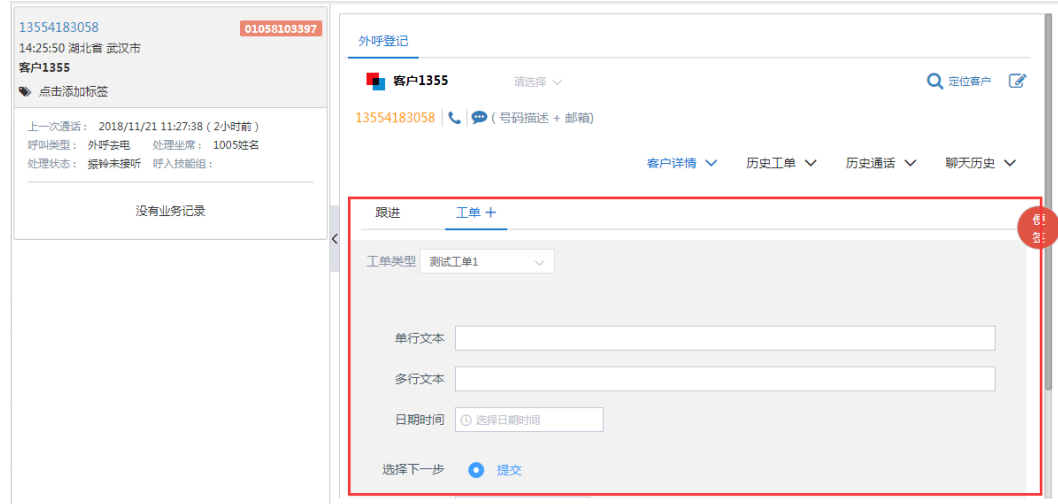 13554183058 01058103397
14:25:50 湖北省 武汉市
客户1355
点击添加标签
上一次通话： 2018/11/21 11:27:38 ( 2小时前 )
呼叫类型： 外呼去电 处理坐席： 1005姓名
处理状态： 振铃未接听 呼入技能组：
没有业务记录
外呼登记
客户1355 请选择 定位客户
13554183058 ( 号码描述 + 邮箱)
客户详情 历史工单 历史通话 聊天历史
跟进 工单 +
便签
工单类型 测试工单1
单行文本
多行文本
日期时间 选择日期时间
选择下一步 提交